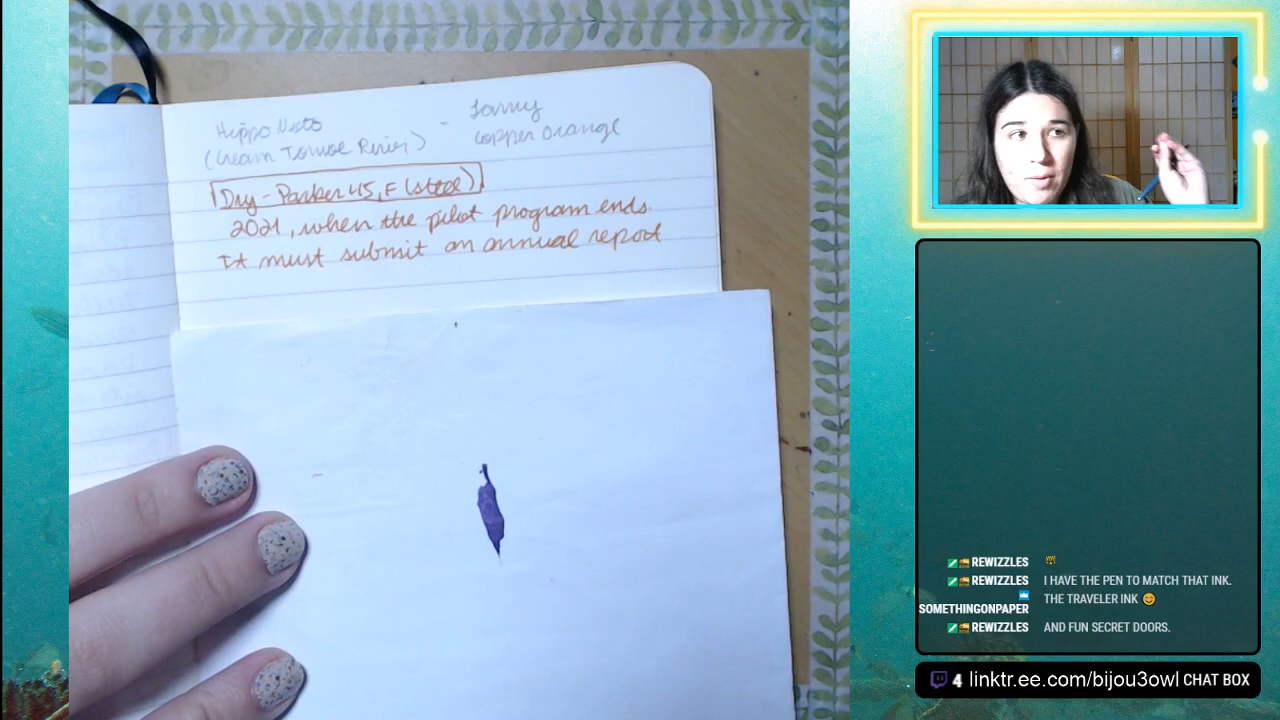 Hippo Noto - Lamy
(Cream Tomoe River) copper orange
Dry - Parker 45, F (steel)
2021, when the pilot program ends.
It must submit an annual report
REWIZZLES
REWIZZLES I HAVE THE PEN TO MATCH THAT INK.
SOMETHINGONPAPER THE TRAVELER INK 😊
REWIZZLES AND FUN SECRET DOORS.
4 linktr.ee.com/bijou3owl CHAT BOX